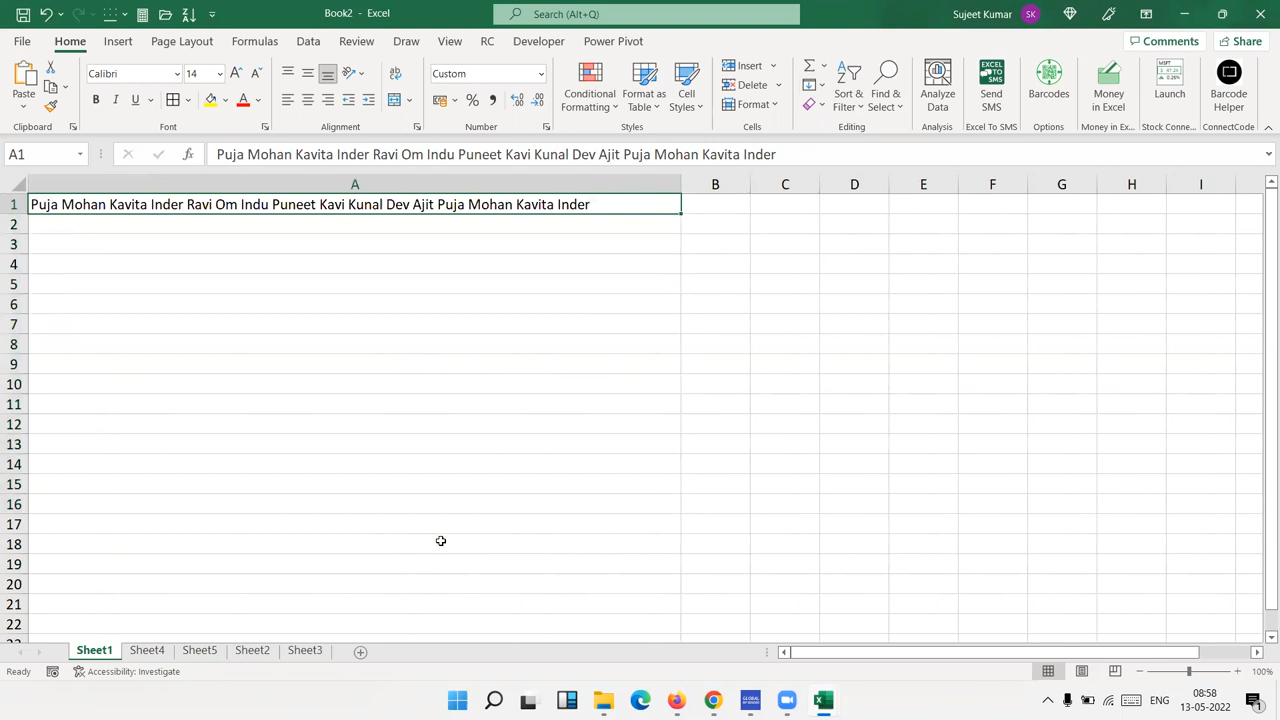 Book2 - Excel
Search (Alt+Q)
Sujeet Kumar
SK
File Home Insert Page Layout Formulas Data Review View Draw RC Developer Power Pivot
Comments
Share
Paste
Calibri 14
B I U
Custom
Conditional Formatting
Format as Table
Cell Styles
Insert
Delete
Format
Sort & Filter
Find & Select
Analyze Data
Send SMS
Barcodes
Money in Excel
Launch
Barcode Helper
Clipboard
Font
Alignment
Number
Styles
Cells
Editing
Analysis
Excel To SMS
Options
Money in Ex...
Stock Conne...
ConnectCode
A1
fx
Puja Mohan Kavita Inder Ravi Om Indu Puneet Kavi Kunal Dev Ajit Puja Mohan Kavita Inder
A B C D E F G H I
1 Puja Mohan Kavita Inder Ravi Om Indu Puneet Kavi Kunal Dev Ajit Puja Mohan Kavita Inder
2
3
4
5
6
7
8
9
10
11
12
13
14
15
16
17
18
19
20
21
22
Sheet1 Sheet4 Sheet5 Sheet2 Sheet3
Ready
Accessibility: Investigate
100%
ENG
08:58
13-05-2022
1